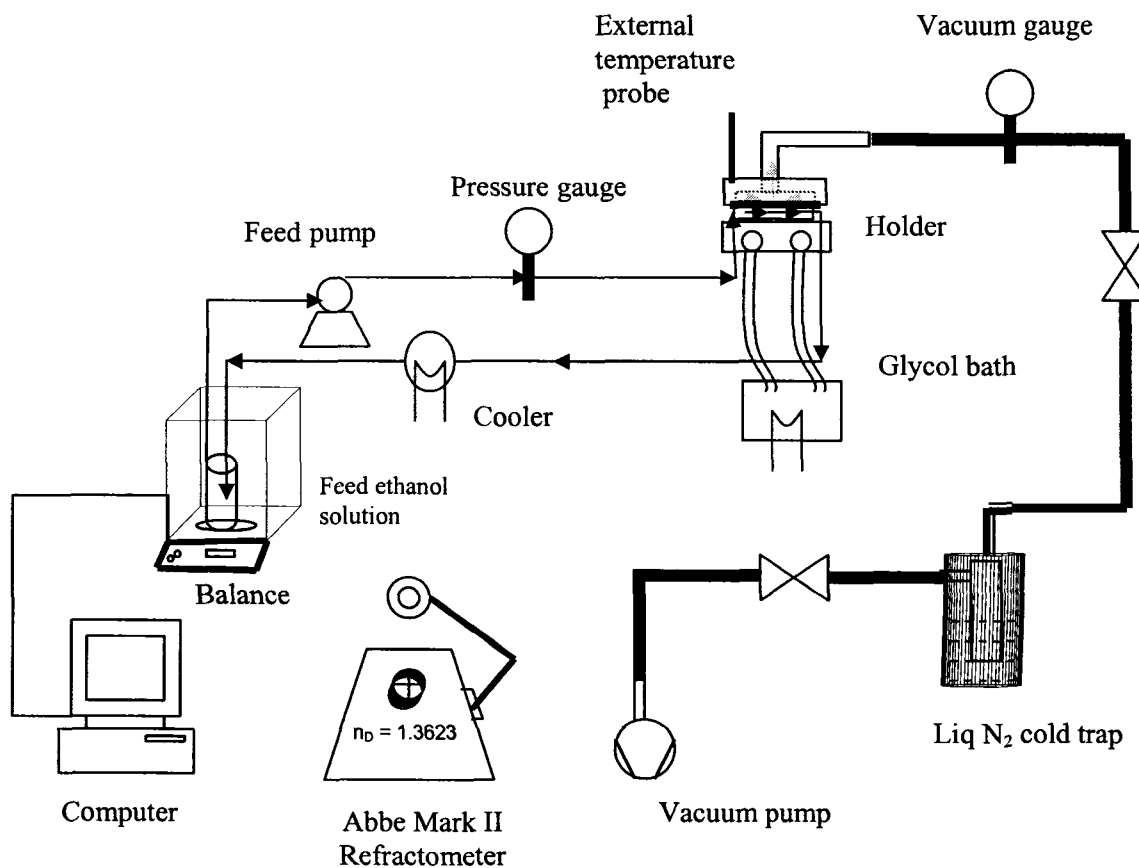 External
temperature
probe
Vacuum gauge
Pressure gauge
Feed pump
Holder
Glycol bath
Cooler
Feed ethanol
solution
Balance
n_D = 1.3623
Liq N₂ cold trap
Computer
Abbe Mark II
Refractometer
Vacuum pump